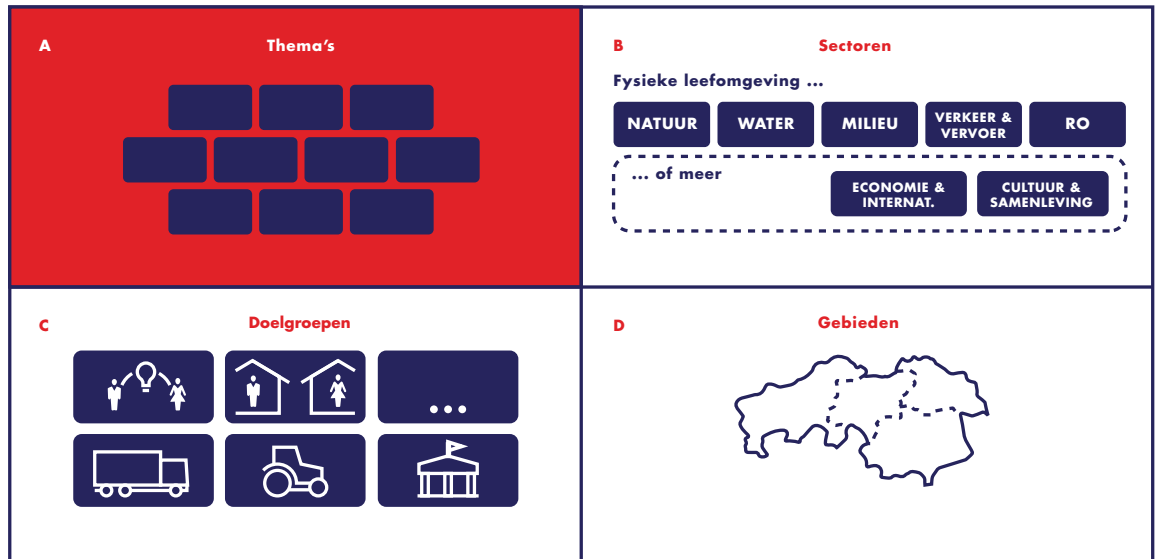 A
Thema's
B
Sectoren
Fysieke leefomgeving ...
NATUUR
WATER
MILIEU
VERKEER &
VERVOER
RO
... of meer
ECONOMIE &
INTERNAT.
CULTUUR &
SAMENLEVING
C
Doelgroepen
...
D
Gebieden